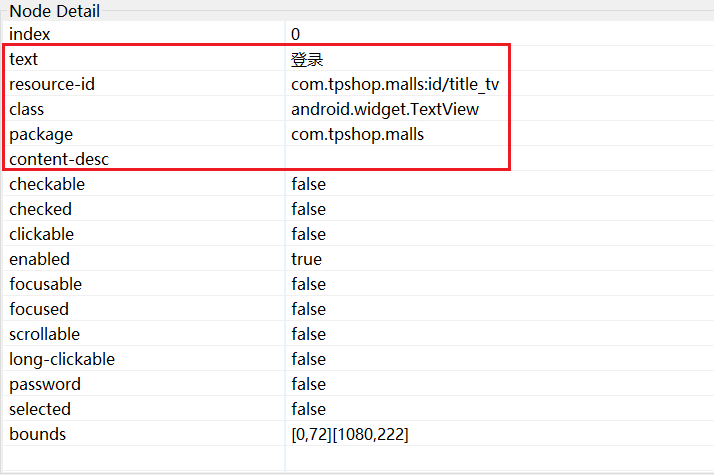 Node Detail
index 0
text 登录
resource-id com.tpshop.malls:id/title_tv
class android.widget.TextView
package com.tpshop.malls
content-desc
checkable false
checked false
clickable false
enabled true
focusable false
focused false
scrollable false
long-clickable false
password false
selected false
bounds [0,72][1080,222]